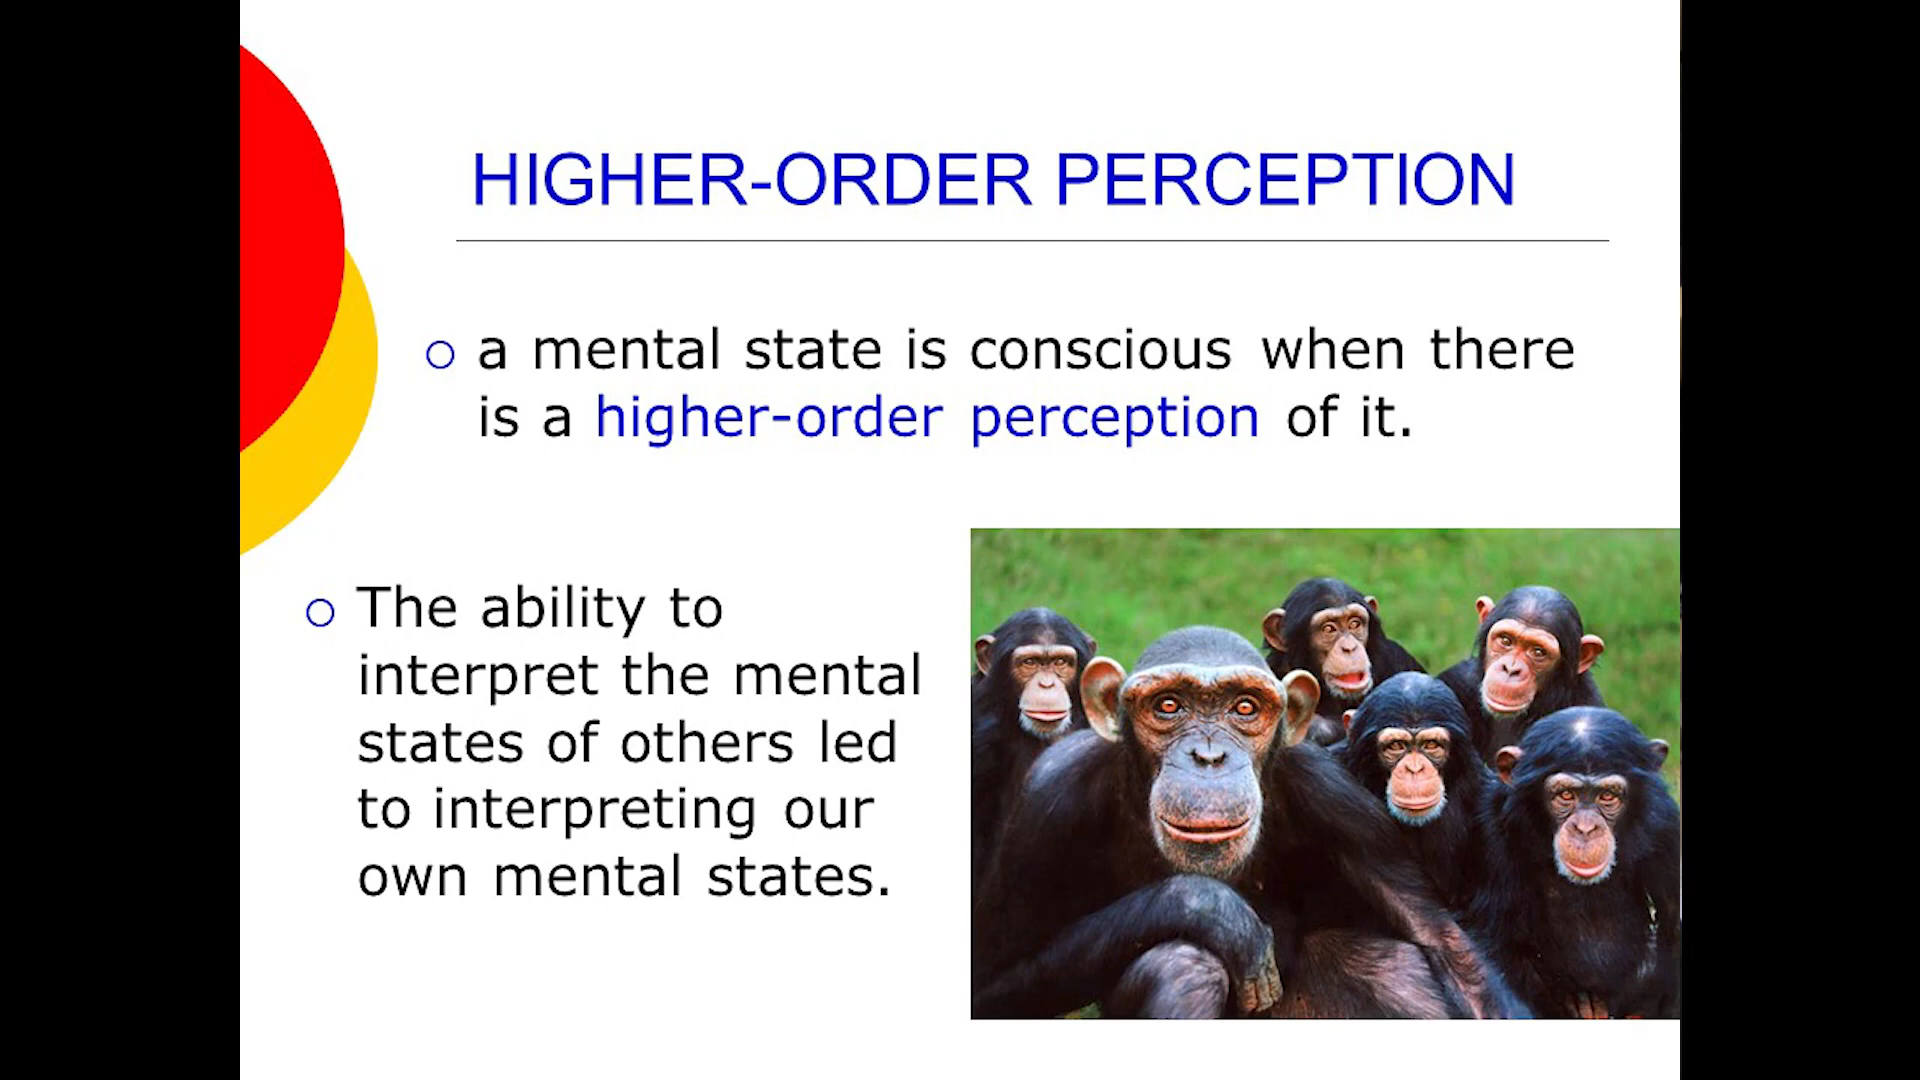 HIGHER-ORDER PERCEPTION
a mental state is conscious when there
is a higher-order perception of it.
The ability to
interpret the mental
states of others led
to interpreting our
own mental states.